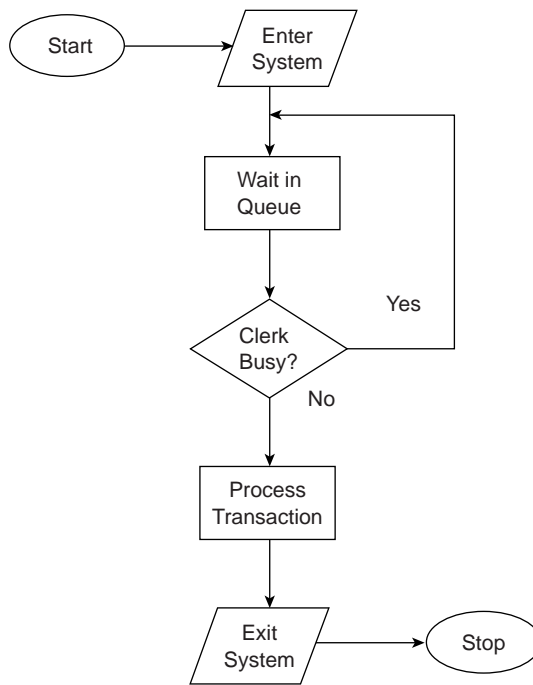 Start
Enter
System
Wait in
Queue
Yes
Clerk
Busy?
No
Process
Transaction
Exit
System
Stop